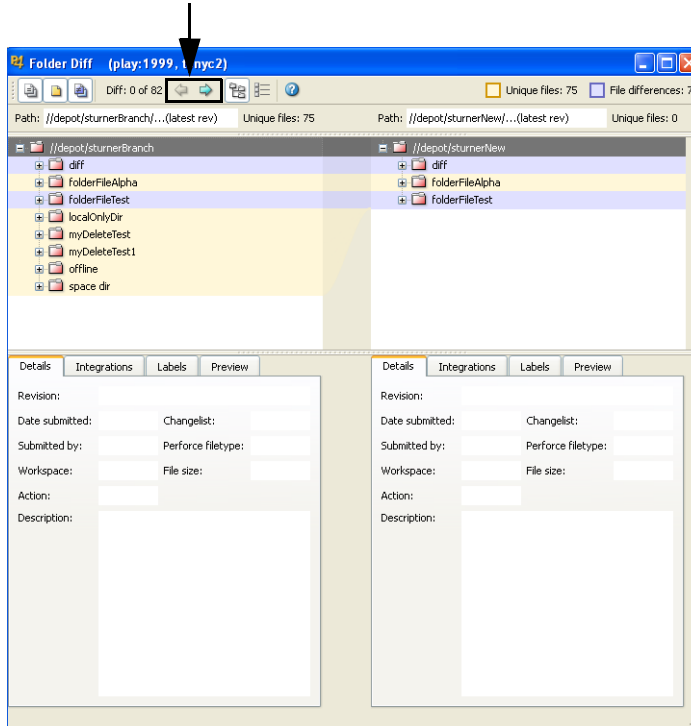 Folder Diff (play:1999, tinyc2)
Diff: 0 of 82
Unique files: 75
File differences: 7
Path: //depot/sturnerBranch/...(latest rev)
Unique files: 75
Path: //depot/sturnerNew/...(latest rev)
Unique files: 0
//depot/sturnerBranch
diff
folderFileAlpha
folderFileTest
localOnlyDir
myDeleteTest
myDeleteTest1
offline
space dir
//depot/sturnerNew
diff
folderFileAlpha
folderFileTest
Details Integrations Labels Preview
Revision:
Date submitted: Changelist:
Submitted by: Perforce filetype:
Workspace: File size:
Action:
Description:
Details Integrations Labels Preview
Revision:
Date submitted: Changelist:
Submitted by: Perforce filetype:
Workspace: File size:
Action:
Description: